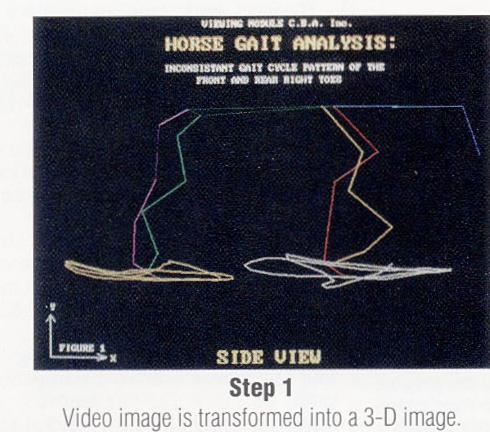 VIEWING MODULE C.B.A. Inc.
HORSE GAIT ANALYSIS:
INCONSISTANT GAIT CYCLE PATTERN OF THE
FRONT AND REAR RIGHT TOES
Y
FIGURE 1
X
SIDE VIEW
Step 1
Video image is transformed into a 3-D image.